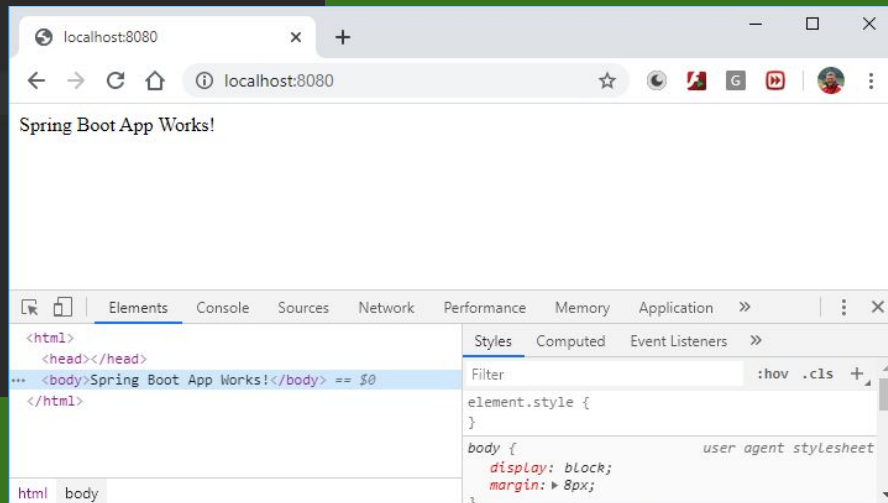 localhost:8080
localhost:8080
G
Spring Boot App Works!
Elements Console Sources Network Performance Memory Application »
<html>
<head></head>
<body>Spring Boot App Works!</body> == $0
</html>
html body
Styles Computed Event Listeners »
Filter :hov .cls +
element.style {
}
body { user agent stylesheet
display: block;
margin: ▸ 8px;
}